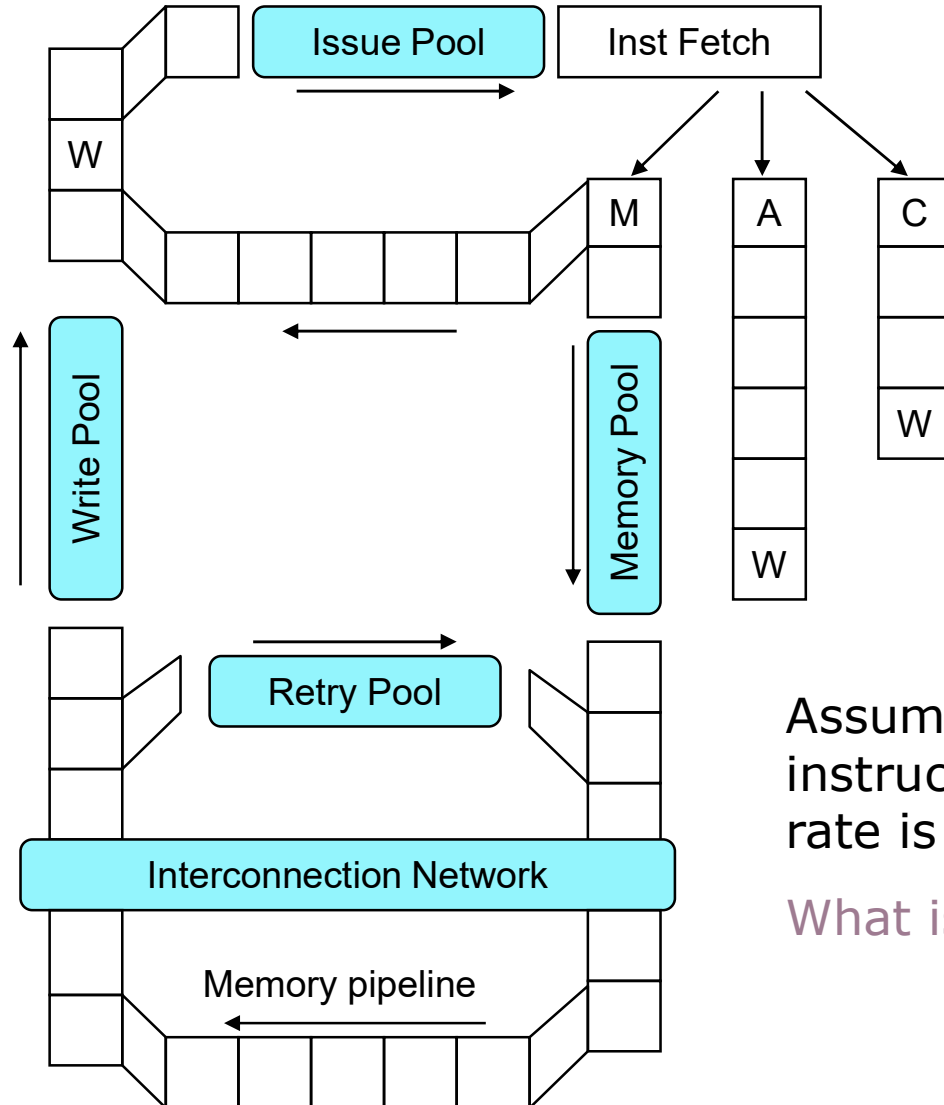 Issue Pool
Inst Fetch
W
M
A
C
W
Write Pool
Memory Pool
W
Retry Pool
Interconnection Network
Memory pipeline
Assum
instruc
rate is
What is